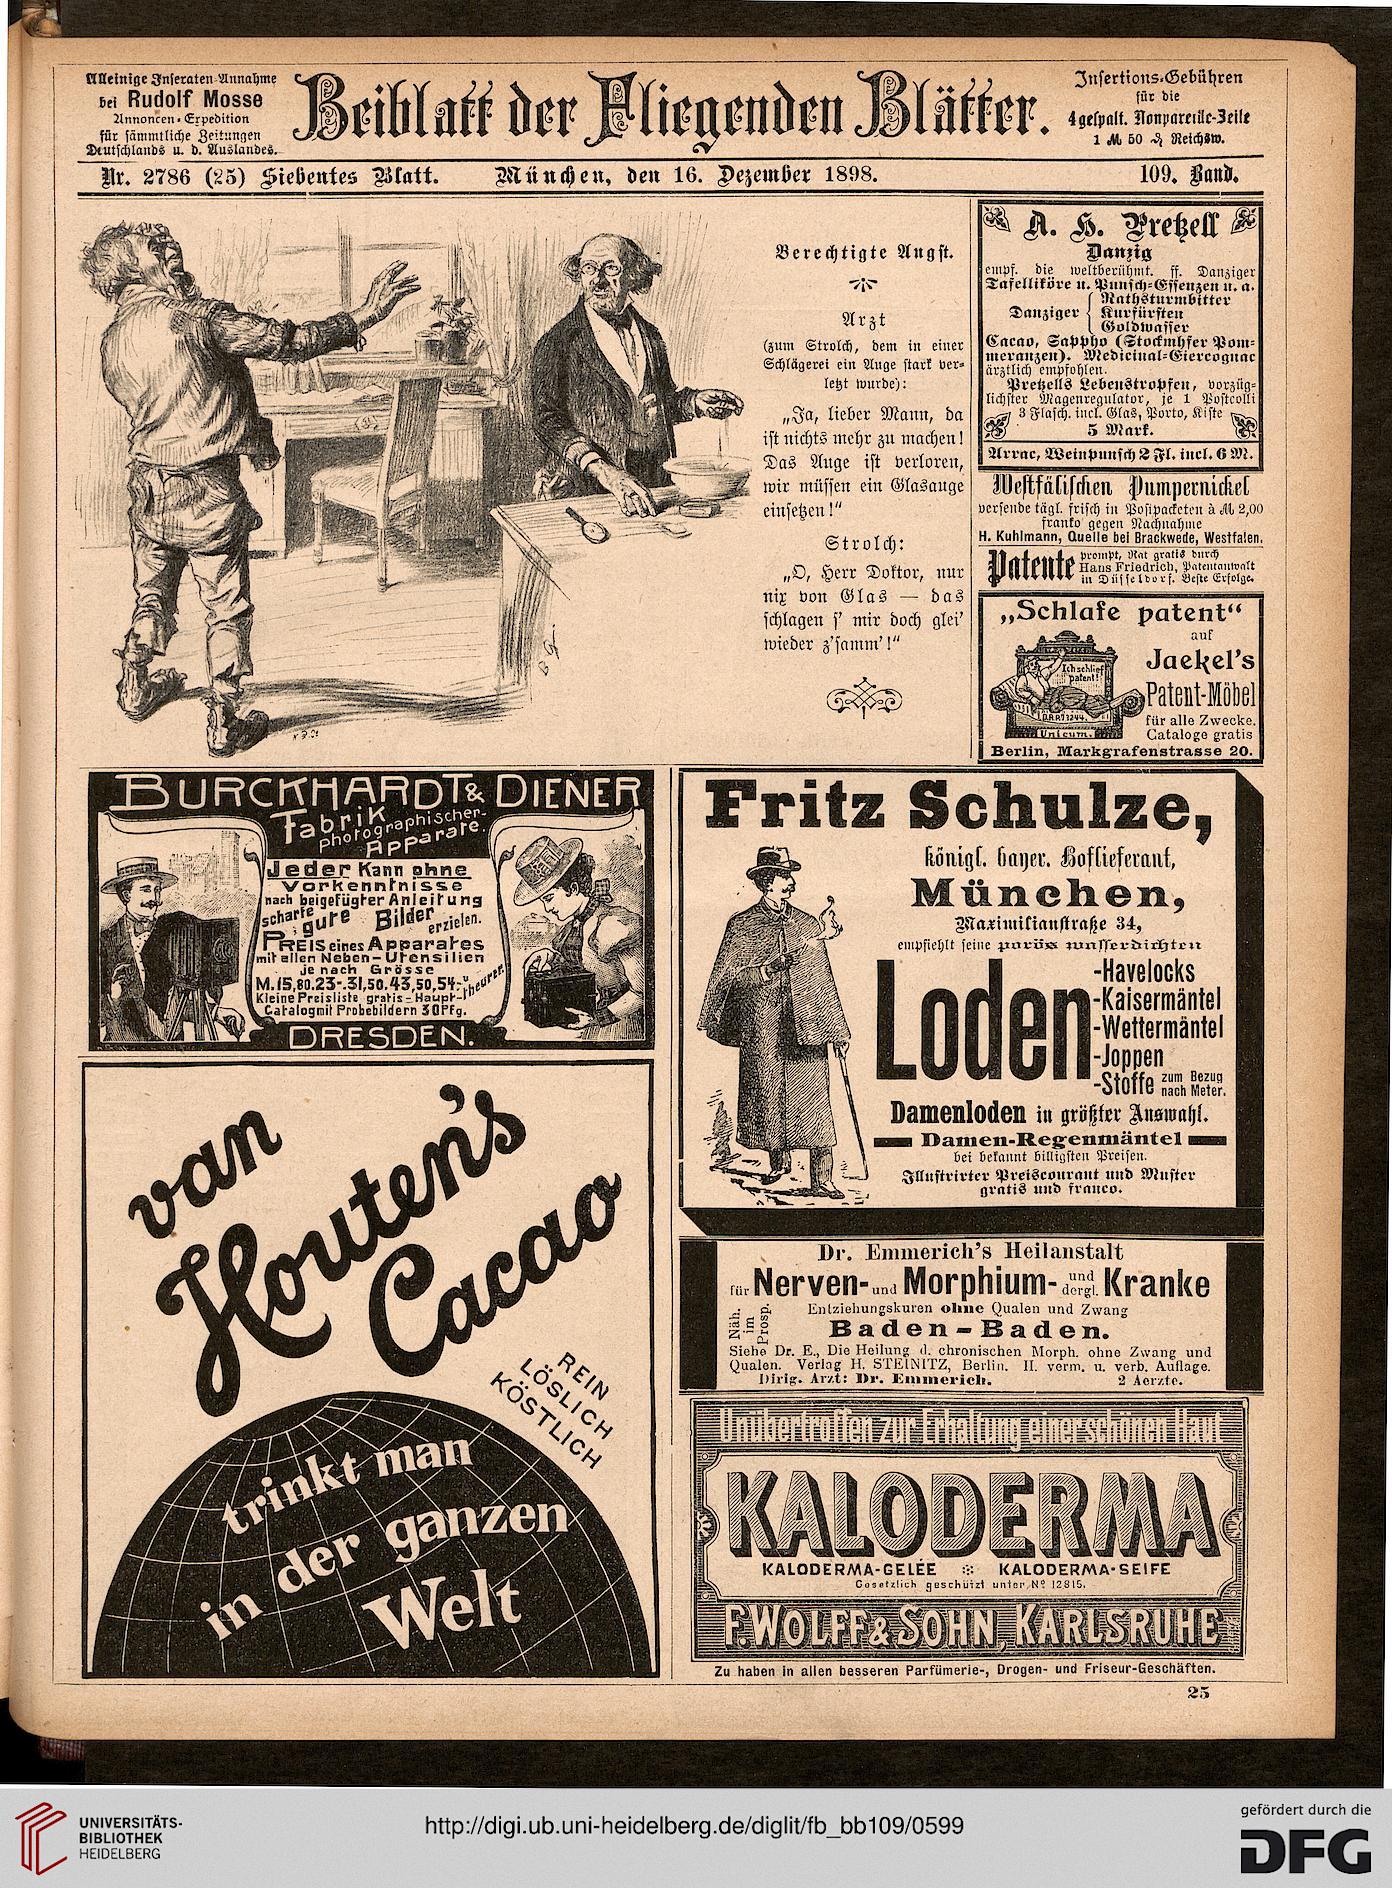 Alleinige Inseraten-Annahme
bei Rudolf Mosse
Annoncen-Expedition
für sämmtliche Zeitungen
Deutschlands u. d. Auslandes.
Beiblatt der Fliegenden Blätter.
Insertions-Gebühren
für die
4 gespalt. Nonpareille-Zeile
1 ℳ 50 ₰ Reichsw.
Nr. 2786 (25) Siebentes Blatt. München, den 16. Dezember 1898. 109. Band.
Berechtigte Angst.
Arzt
(zum Strolch, dem in einer
Schlägerei ein Auge stark ver-
letzt wurde):
„Ja, lieber Mann, da
ist nichts mehr zu machen!
Das Auge ist verloren,
wir müssen ein Glasauge
einsetzen!“
Strolch:
„O, Herr Doktor, nur
nix von Glas — das
schlagen s' mir doch glei'
wieder z'samm'!“
A. H. Pretzell
Danzig
empf. die weltberühmt. ff. Danziger
Tafelliköre u. Punsch-Essenzen u. a.
Danziger { Rathsturmbitter
Kurfürsten
Goldwasser
Cacao, Sappho (Stockmhfer Pom-
meranzen). Medicinal-Eiercognac
ärztlich empfohlen.
Pretzells Lebenstropfen, vorzüg-
lichster Magenregulator, je 1 Postcolli
3 Flasch. incl. Glas, Porto, Kiste
5 Mark.
Arrac, Weinpunsch 2 Fl. incl. 6 M.
Westfälischen Pumpernickel
versende tägl. frisch in Postpacketen à ℳ 2,00
franko gegen Nachnahme
H. Kuhlmann, Quelle bei Brackwede, Westfalen.
Patente prompt, Rat gratis durch
Hans Friedrich, Patentanwalt
in Düsseldorf. Beste Erfolge.
„Schlafe patent“
auf
Jaekel's
Patent-Möbel
für alle Zwecke.
Cataloge gratis
Ich schlief
patent!
Unicum.
Berlin, Markgrafenstrasse 20.
BURCKHARDT & DIENER
Fabrik
photographischer
Apparate.
Jeder Kann ohne
Vorkenntnisse
nach beigefügter Anleitung
scharfe, gute Bilder erzielen.
PREIS eines Apparates
mit allen Neben-Utensilien
je nach Grösse
M. 15,80. 23-. 31,50. 43,50, 54,- u. theurer.
Kleine Preisliste gratis - Haupt-
Catalog mit Probebildern 30 Pfg.
DRESDEN.
Fritz Schulze,
königl. bayer. Hoflieferant,
München,
Maximilianstraße 34,
empfiehlt seine porös wasserdichten
Loden
-Havelocks
-Kaisermäntel
-Wettermäntel
-Joppen
-Stoffe zum Bezug
nach Meter.
Damenloden in größter Auswahl.
Damen-Regenmäntel
bei bekannt billigsten Preisen.
Illustrirter Preiscourant und Muster
gratis und franco.
van
Houten's
Cacao
REIN
LÖSLICH
KÖSTLICH
trinkt man
in der ganzen
Welt
Dr. Emmerich's Heilanstalt
für Nerven- und Morphium- und dergl. Kranke
Entziehungskuren ohne Qualen und Zwang
Näh. im Prosp.
Baden-Baden.
Siehe Dr. E., Die Heilung d. chronischen Morph. ohne Zwang und
Qualen. Verlag H. STEINITZ, Berlin. II. verm. u. verb. Auflage.
Dirig. Arzt: Dr. Emmerich. 2 Aerzte.
Unübertroffen zur Erhaltung einer schönen Haut
KALODERMA
KALODERMA-GELÉE KALODERMA-SEIFE
Gesetzlich geschützt unter Nº 12815.
F. WOLFF & SOHN, KARLSRUHE
Zu haben in allen besseren Parfümerie-, Drogen- und Friseur-Geschäften.
25
UNIVERSITÄTS-
BIBLIOTHEK
HEIDELBERG
http://digi.ub.uni-heidelberg.de/diglit/fb_bb109/0599
gefördert durch die
DFG